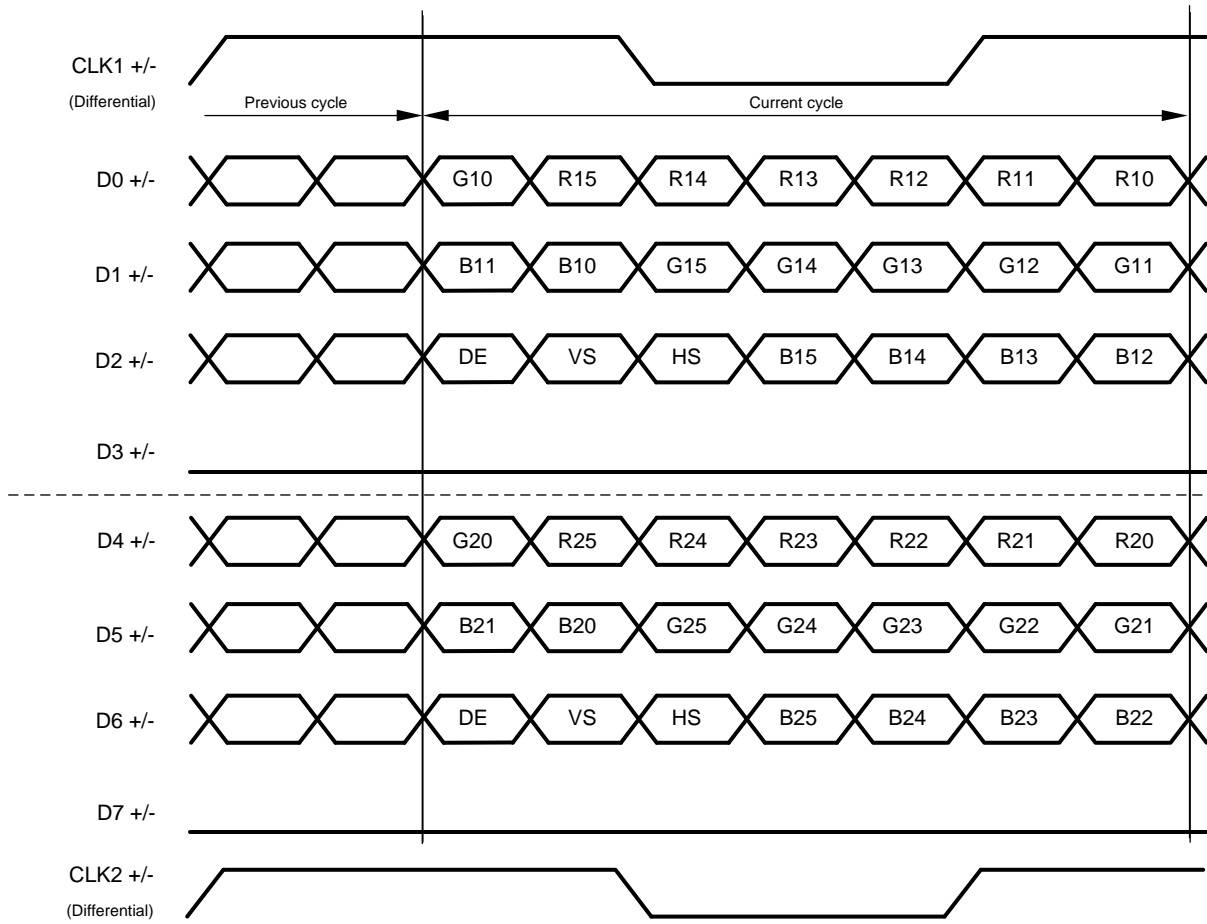 CLK1 +/-
(Differential)
Previous cycle Current cycle
D0 +/- G10 R15 R14 R13 R12 R11 R10
D1 +/- B11 B10 G15 G14 G13 G12 G11
D2 +/- DE VS HS B15 B14 B13 B12
D3 +/-
D4 +/- G20 R25 R24 R23 R22 R21 R20
D5 +/- B21 B20 G25 G24 G23 G22 G21
D6 +/- DE VS HS B25 B24 B23 B22
D7 +/-
CLK2 +/-
(Differential)